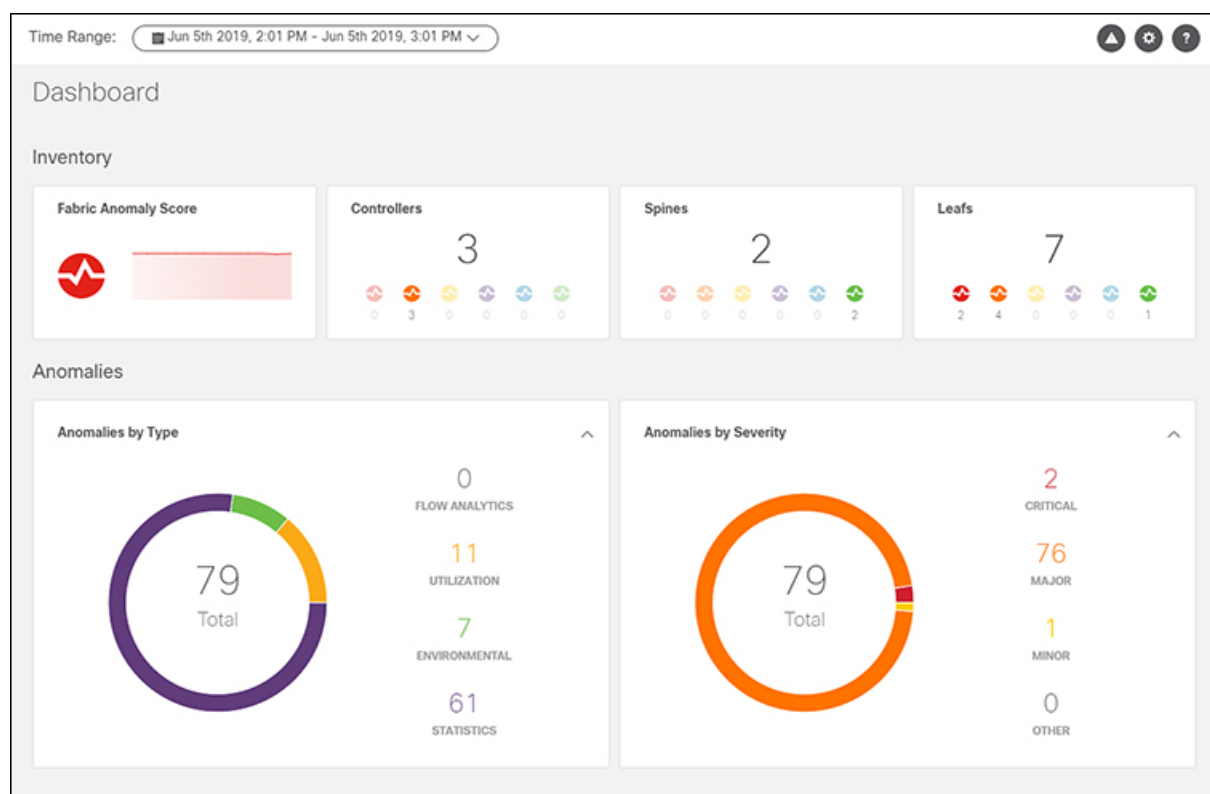 Time Range: Jun 5th 2019, 2:01 PM - Jun 5th 2019, 3:01 PM
?
Dashboard
Inventory
Fabric Anomaly Score
Controllers
3
0 3 0 0 0 0
Spines
2
0 0 0 0 0 2
Leafs
7
2 4 0 0 0 1
Anomalies
Anomalies by Type
79
Total
0
FLOW ANALYTICS
11
UTILIZATION
7
ENVIRONMENTAL
61
STATISTICS
Anomalies by Severity
79
Total
2
CRITICAL
76
MAJOR
1
MINOR
0
OTHER